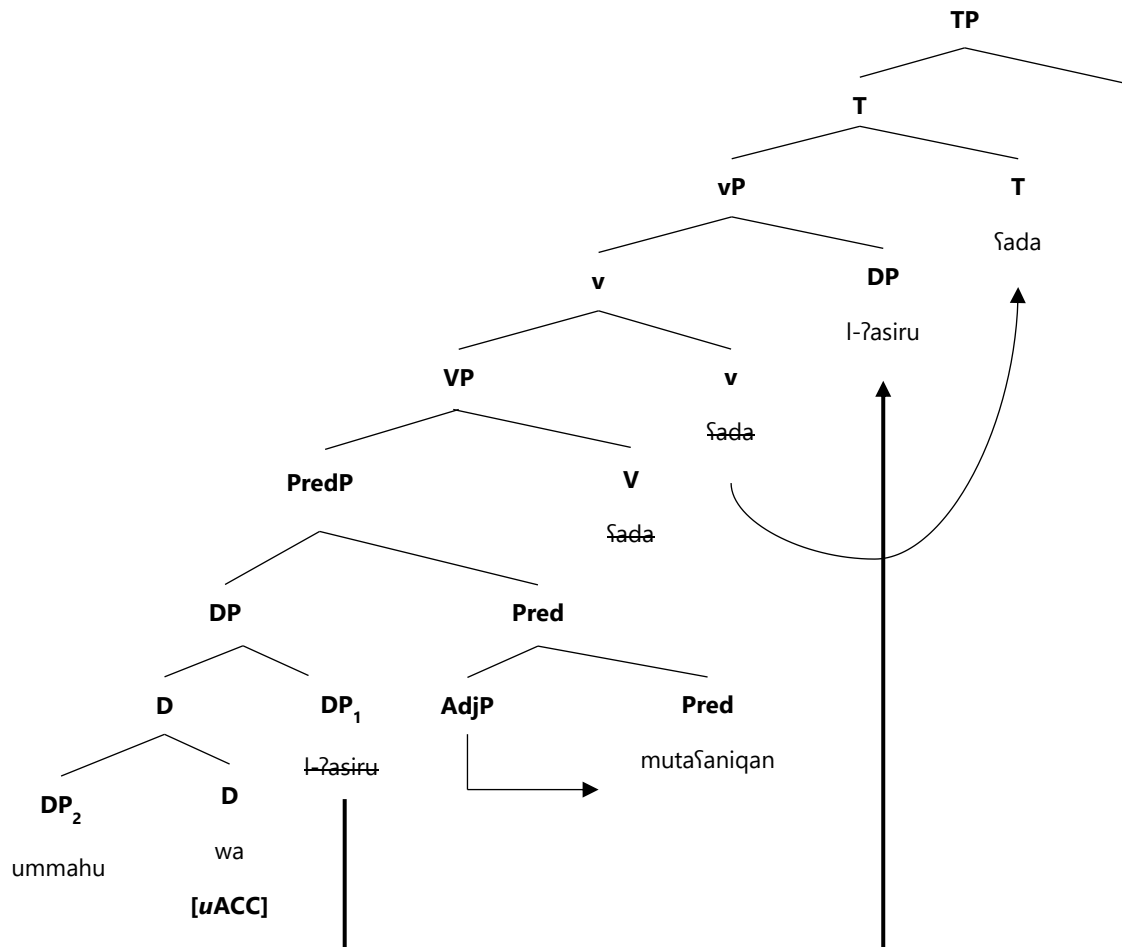 TP
T
vP T
ʕada
v DP
l-ʔasiru
VP v
ʕada
PredP V
ʕada
DP Pred
D DP₁ AdjP Pred
l-ʔasiru mutaʕaniqan
DP₂ D
ummahu wa
[uACC]